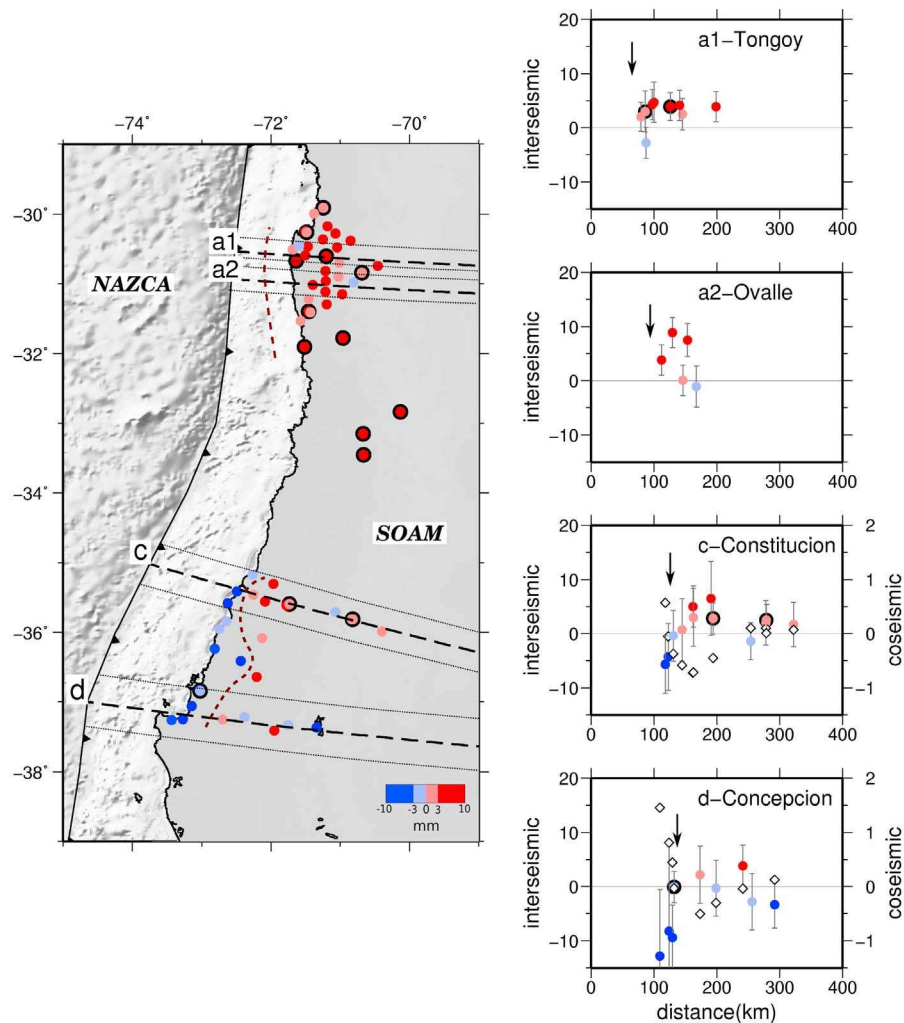 −74 −72 −70
−30
−32
−34
−36
−38
a1
a2
NAZCA
SOAM
c
d
−10 −3 0 3 10
mm
a1−Tongoy
interseismic
20
10
0
−10
0 100 200 300 400
a2−Ovalle
interseismic
20
10
0
−10
0 100 200 300 400
c−Constitucion
interseismic
20
10
0
−10
2
1
0
−1
coseismic
0 100 200 300 400
d−Concepcion
interseismic
20
10
0
−10
2
1
0
−1
coseismic
0 100 200 300 400
distance(km)